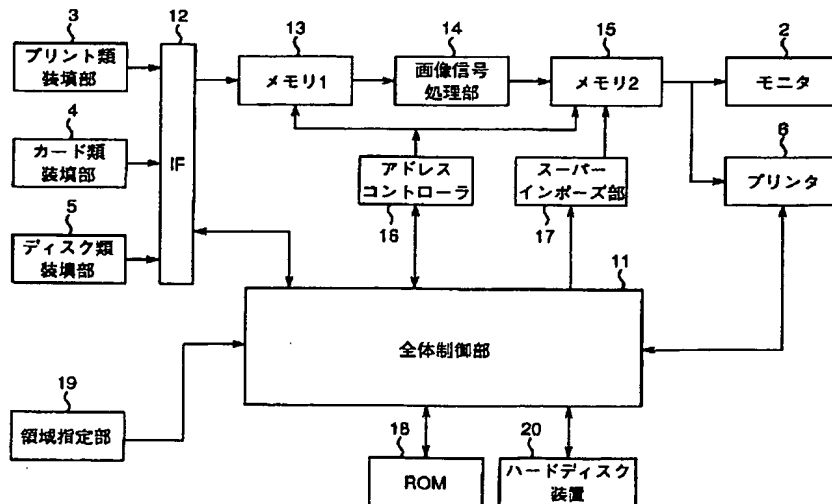 3
プリント類
装填部
12
IF
13
メモリ1
14
画像信号
処理部
15
メモリ2
2
モニタ
4
カード類
装填部
6
プリンタ
アドレス
コントローラ
16
スーパー
インポーズ部
17
5
ディスク類
装填部
11
全体制御部
19
領域指定部
18
ROM
20
ハードディスク
装置